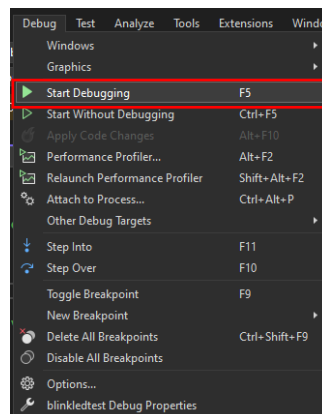 Debug Test Analyze Tools Extensions Windo
Windows
Graphics
Start Debugging F5
Start Without Debugging Ctrl+F5
Apply Code Changes Alt+F10
Performance Profiler... Alt+F2
Relaunch Performance Profiler Shift+Alt+F2
Attach to Process... Ctrl+Alt+P
Other Debug Targets
Step Into F11
Step Over F10
Toggle Breakpoint F9
New Breakpoint
Delete All Breakpoints Ctrl+Shift+F9
Disable All Breakpoints
Options...
blinkledtest Debug Properties